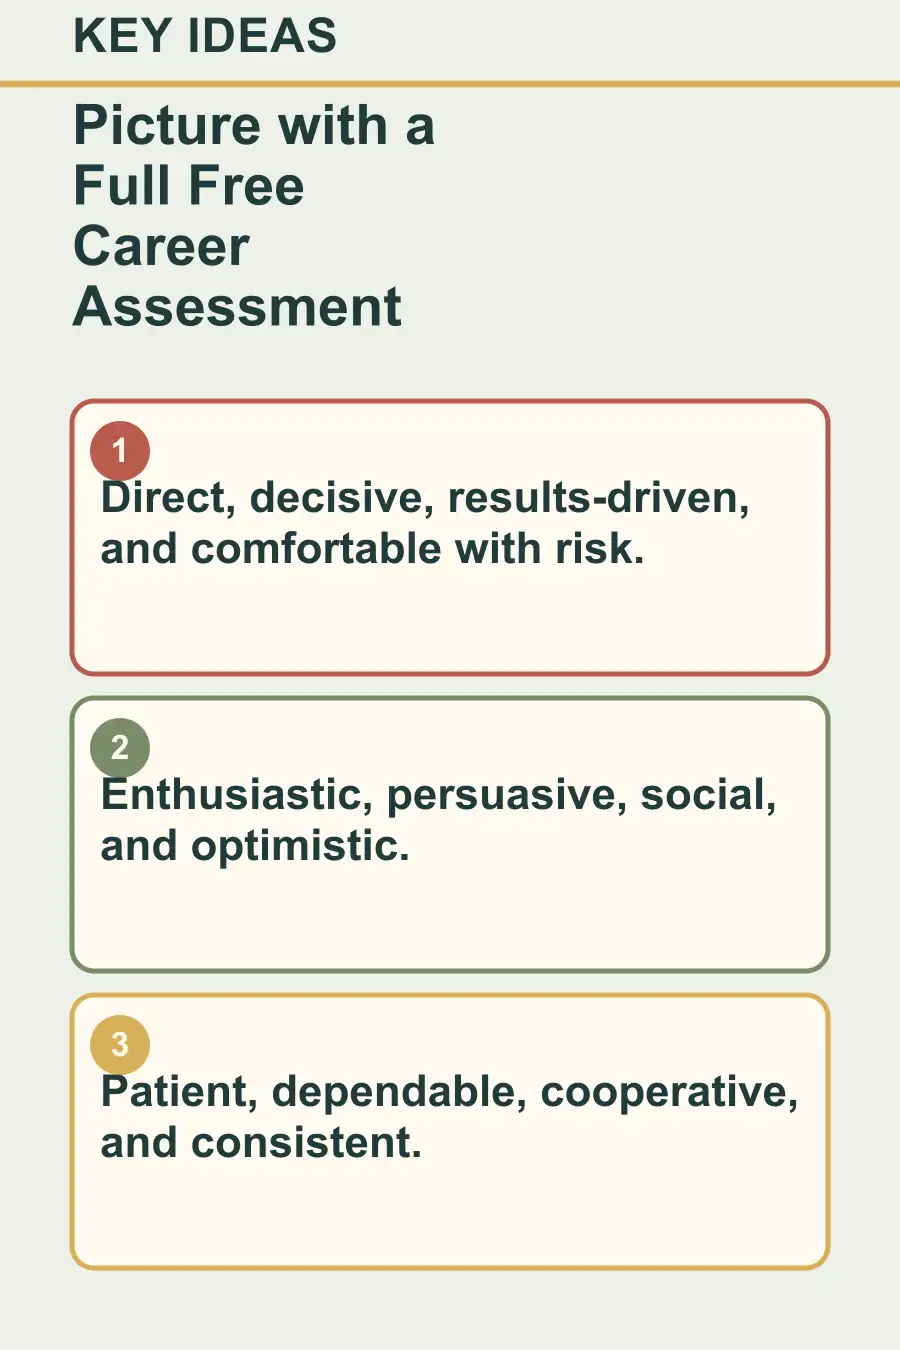 KEY IDEAS
Picture with a
Full Free
Career
Assessment
1
Direct, decisive, results-driven,
and comfortable with risk.
2
Enthusiastic, persuasive, social,
and optimistic.
3
Patient, dependable, cooperative,
and consistent.